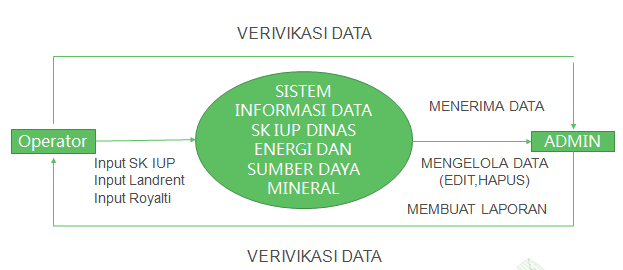 VERIVIKASI DATA
SISTEM
INFORMASI DATA
SK IUP DINAS
ENERGI DAN
SUMBER DAYA
MINERAL
Operator
Input SK IUP
Input Landrent
Input Royalti
MENERIMA DATA
ADMIN
MENGELOLA DATA
(EDIT,HAPUS)
MEMBUAT LAPORAN
VERIVIKASI DATA